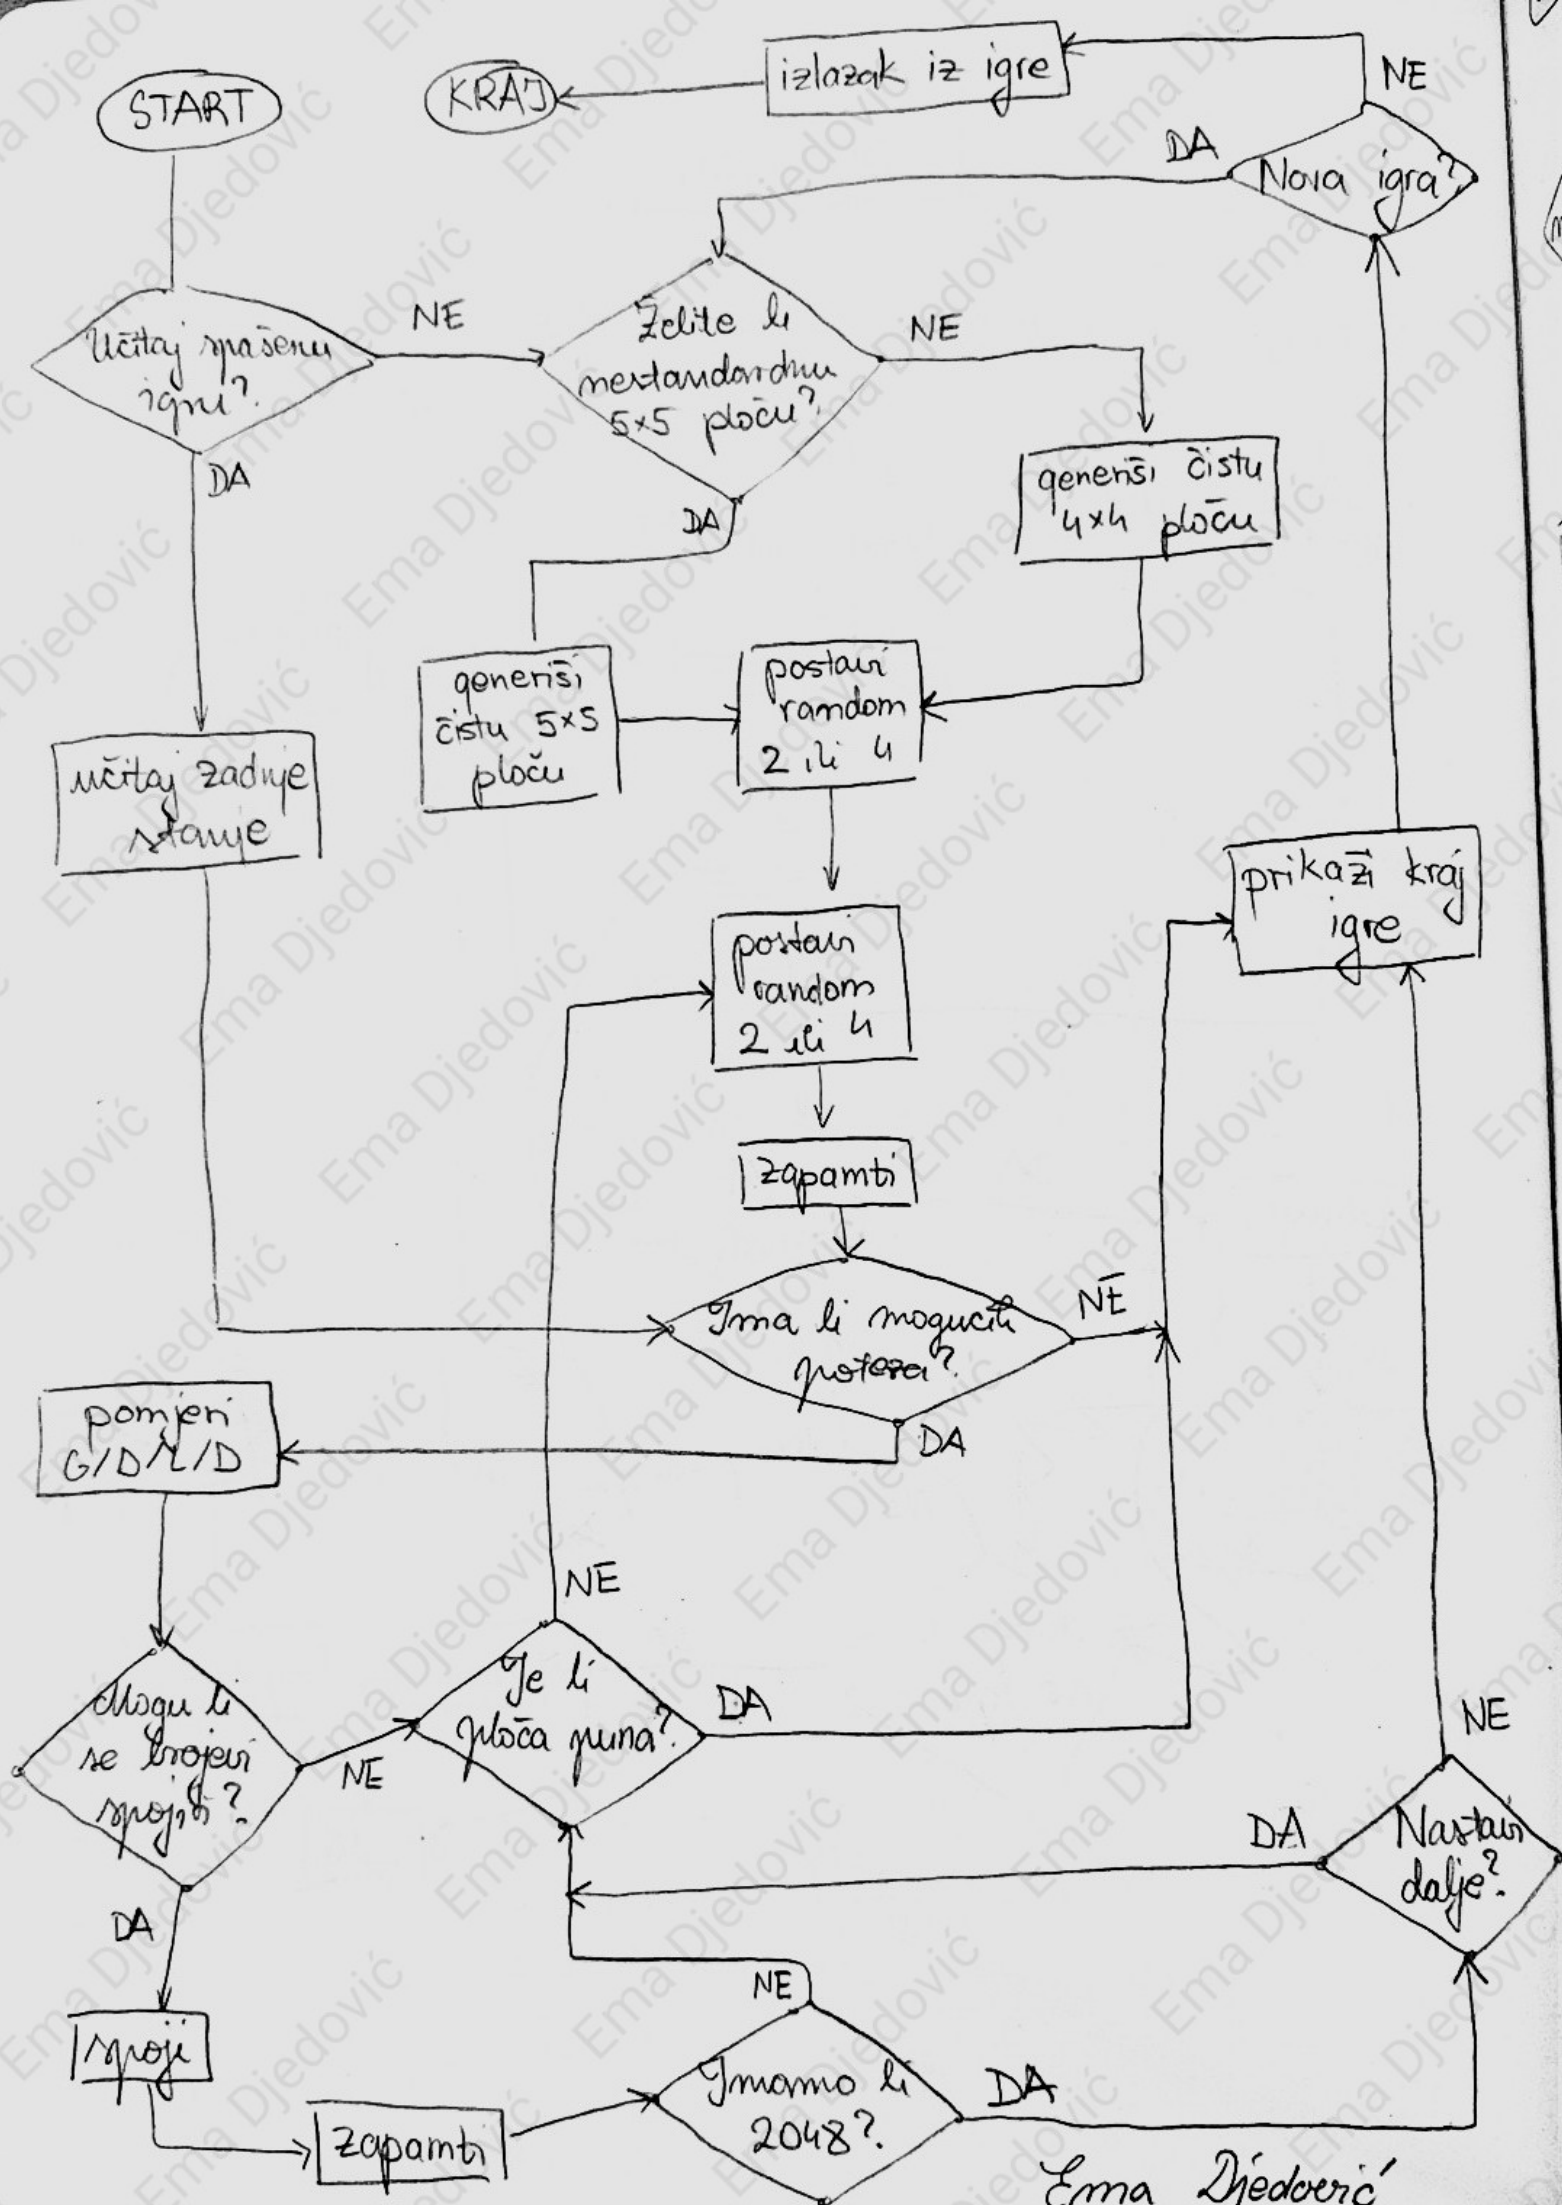 START
KRAJ
izlazak iz igre
NE
DA
Nova igra?
Učitaj spašenu
igru?
NE
DA
Želite li
nestandardnu
5×5 ploču?
NE
DA
generiši čistu
4×4 ploču
generiši
čistu 5×5
ploču
postavi
random
2 ili 4
učitaj zadnje
stanje
prikaži kraj
igre
postavi
random
2 ili 4
zapamti
Ima li mogućih
poteza?
NE
DA
pomjeri
G/D/L/D
NE
Je li
ploča puna?
DA
Mogu li
se brojevi
spojiti?
NE
DA
NE
Nastavi
dalje?
DA
spoji
zapamti
NE
Imamo li
2048?
DA
Ema Djedović